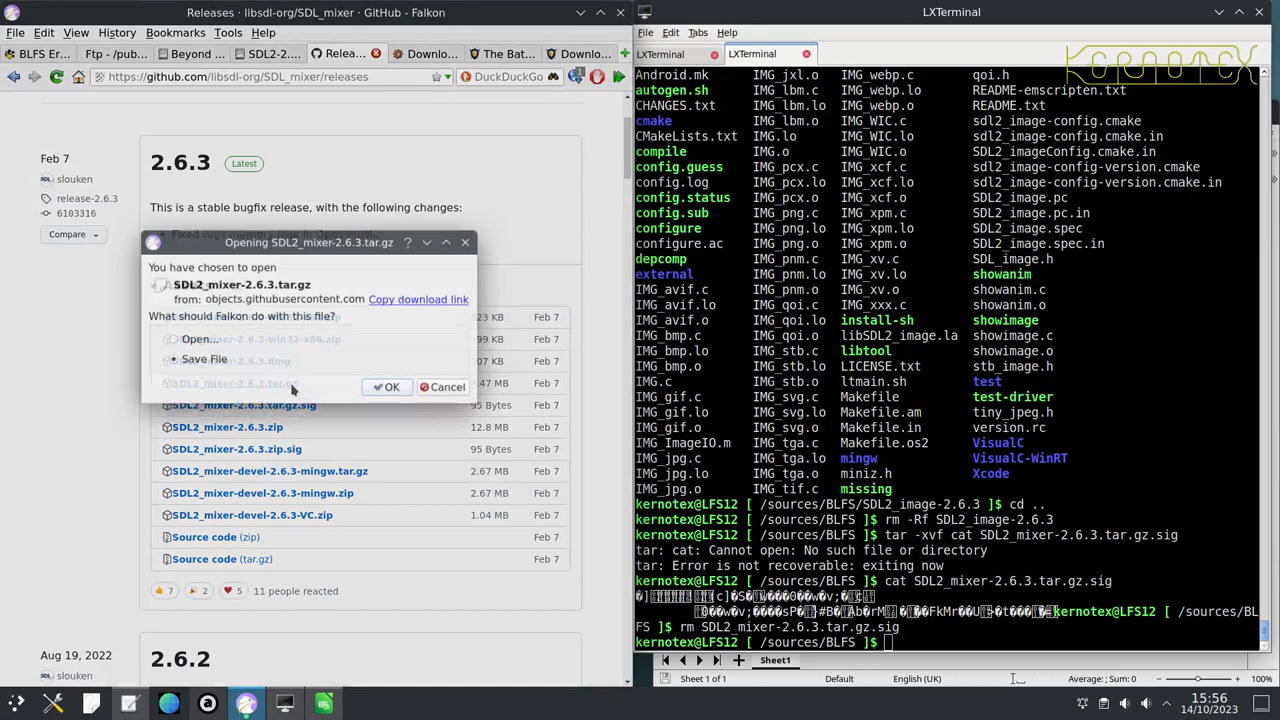 Releases · libsdl-org/SDL_mixer · GitHub - Falkon
File Edit View History Bookmarks Tools Help
BLFS Er... Ftp - /pub... Beyond ... SDL2-2... Relea... Downlo... The Bat... Downlo...
https://github.com/libsdl-org/SDL_mixer/releases
DuckDuckGo
Feb 7
slouken
release-2.6.3
6103316
Compare
2.6.3
Latest
This is a stable bugfix release, with the following changes:
Opening SDL2_mixer-2.6.3.tar.gz
You have chosen to open
SDL2_mixer-2.6.3.tar.gz
from: objects.githubusercontent.com Copy download link
What should Falkon do with this file?
Open...
Save File
OK
Cancel
Feb 7
Feb 7
Feb 7
Feb 7
SDL2_mixer-2.6.3.tar.gz.sig 95 Bytes Feb 7
SDL2_mixer-2.6.3.zip 12.8 MB Feb 7
SDL2_mixer-2.6.3.zip.sig 95 Bytes Feb 7
SDL2_mixer-devel-2.6.3-mingw.tar.gz 2.67 MB Feb 7
SDL2_mixer-devel-2.6.3-mingw.zip 2.67 MB Feb 7
SDL2_mixer-devel-2.6.3-VC.zip 1.04 MB Feb 7
Source code (zip) Feb 7
Source code (tar.gz) Feb 7
7 2 5 11 people reacted
Aug 19, 2022
slouken
2.6.2
LXTerminal
File Edit Tabs Help
LXTerminal LXTerminal
KERNOTEX
Android.mk IMG_jxl.o IMG_webp.c qoi.h
autogen.sh IMG_lbm.c IMG_webp.lo README-emscripten.txt
CHANGES.txt IMG_lbm.lo IMG_webp.o README.txt
cmake IMG_lbm.o IMG_WIC.c sdl2_image-config.cmake
CMakeLists.txt IMG.lo IMG_WIC.lo sdl2_image-config.cmake.in
compile IMG.o IMG_WIC.o SDL2_imageConfig.cmake.in
config.guess IMG_pcx.c IMG_xcf.c sdl2_image-config-version.cmake
config.log IMG_pcx.lo IMG_xcf.lo sdl2_image-config-version.cmake.in
config.status IMG_pcx.o IMG_xcf.o SDL2_image.pc
config.sub IMG_png.c IMG_xpm.c SDL2_image.pc.in
configure IMG_png.lo IMG_xpm.lo SDL2_image.spec
configure.ac IMG_png.o IMG_xpm.o SDL2_image.spec.in
depcomp IMG_pnm.c IMG_xv.c SDL_image.h
external IMG_pnm.lo IMG_xv.lo showanim
IMG_avif.c IMG_pnm.o IMG_xv.o showanim.c
IMG_avif.lo IMG_qoi.c IMG_xxx.c showanim.o
IMG_avif.o IMG_qoi.lo install-sh showimage
IMG_bmp.c IMG_qoi.o libSDL2_image.la showimage.c
IMG_bmp.lo IMG_stb.c libtool showimage.o
IMG_bmp.o IMG_stb.lo LICENSE.txt stb_image.h
IMG.c IMG_stb.o ltmain.sh test
IMG_gif.c IMG_svg.c Makefile test-driver
IMG_gif.lo IMG_svg.lo Makefile.am tiny_jpeg.h
IMG_gif.o IMG_svg.o Makefile.in version.rc
IMG_ImageIO.m IMG_tga.c Makefile.os2 VisualC
IMG_jpg.c IMG_tga.lo mingw VisualC-WinRT
IMG_jpg.lo IMG_tga.o miniz.h Xcode
IMG_jpg.o IMG_tif.c missing
kernotex@LFS12 [ /sources/BLFS/SDL2_image-2.6.3 ]$ cd ..
kernotex@LFS12 [ /sources/BLFS ]$ rm -Rf SDL2_image-2.6.3
kernotex@LFS12 [ /sources/BLFS ]$ tar -xvf cat SDL2_mixer-2.6.3.tar.gz.sig
tar: cat: Cannot open: No such file or directory
tar: Error is not recoverable: exiting now
kernotex@LFS12 [ /sources/BLFS ]$ cat SDL2_mixer-2.6.3.tar.gz.sig
kernotex@LFS12 [ /sources/BL
FS ]$ rm SDL2_mixer-2.6.3.tar.gz.sig
kernotex@LFS12 [ /sources/BLFS ]$
Sheet1
Sheet 1 of 1 Default English (UK) Average: ; Sum: 0 100%
15:56
14/10/2023